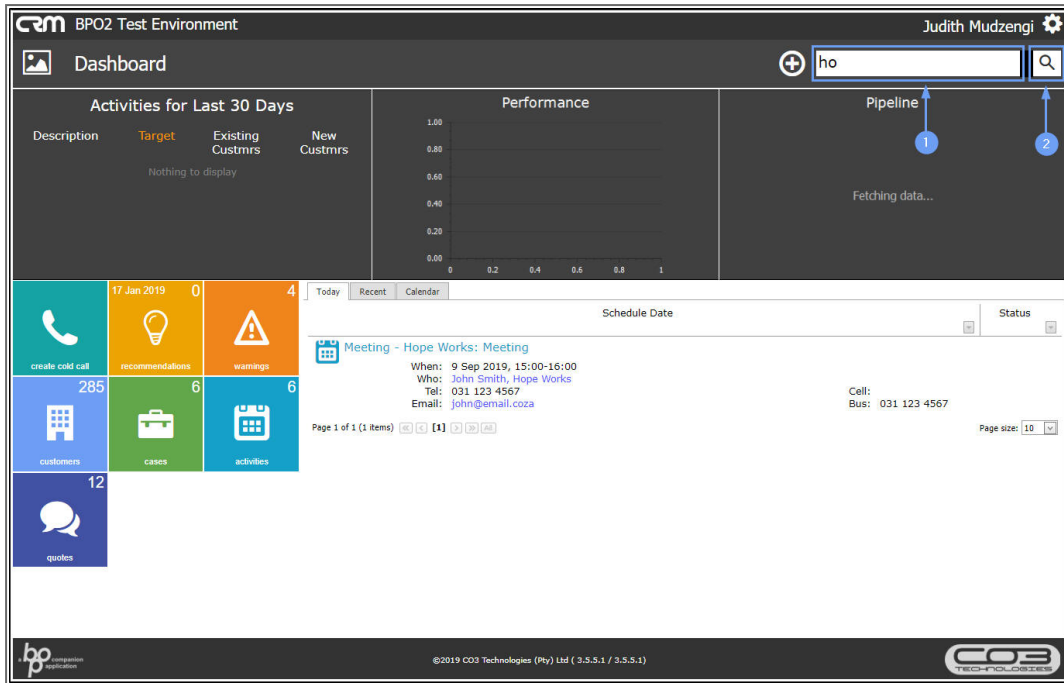 CRM BPO2 Test Environment
Judith Mudzengi
Dashboard
ho
Activities for Last 30 Days
Description Target Existing Custmrs New Custmrs
Nothing to display
Performance
1.00
0.80
0.60
0.40
0.20
0.00
0 0.2 0.4 0.6 0.8 1
Pipeline
1
2
Fetching data...
create cold call
17 Jan 2019 0
recommendations
4
warnings
285
customers
6
cases
6
activities
12
quotes
Today Recent Calendar
Schedule Date Status
Meeting - Hope Works: Meeting
When: 9 Sep 2019, 15:00-16:00
Who: John Smith, Hope Works
Tel: 031 123 4567 Cell:
Email: john@email.coza Bus: 031 123 4567
Page 1 of 1 (1 items) [1] All
Page size: 10
a bpo companion application
©2019 CO3 Technologies (Pty) Ltd ( 3.5.5.1 / 3.5.5.1)
CO3
TECHNOLOGIES